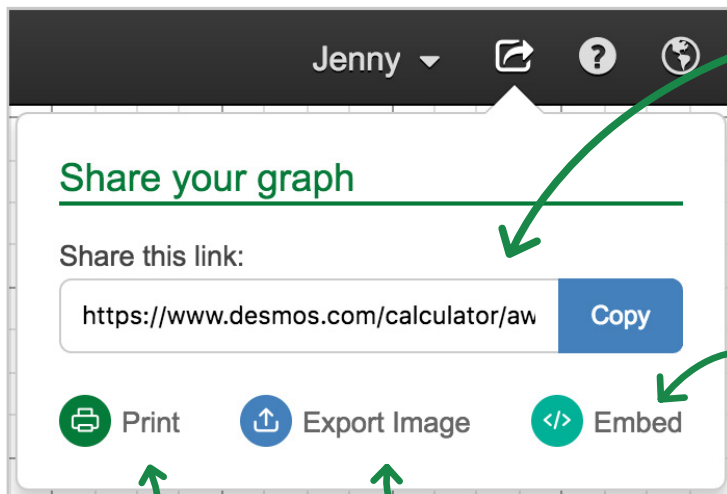 Jenny
Share your graph
Share this link:
https://www.desmos.com/calculator/aw Copy
Print Export Image </> Embed